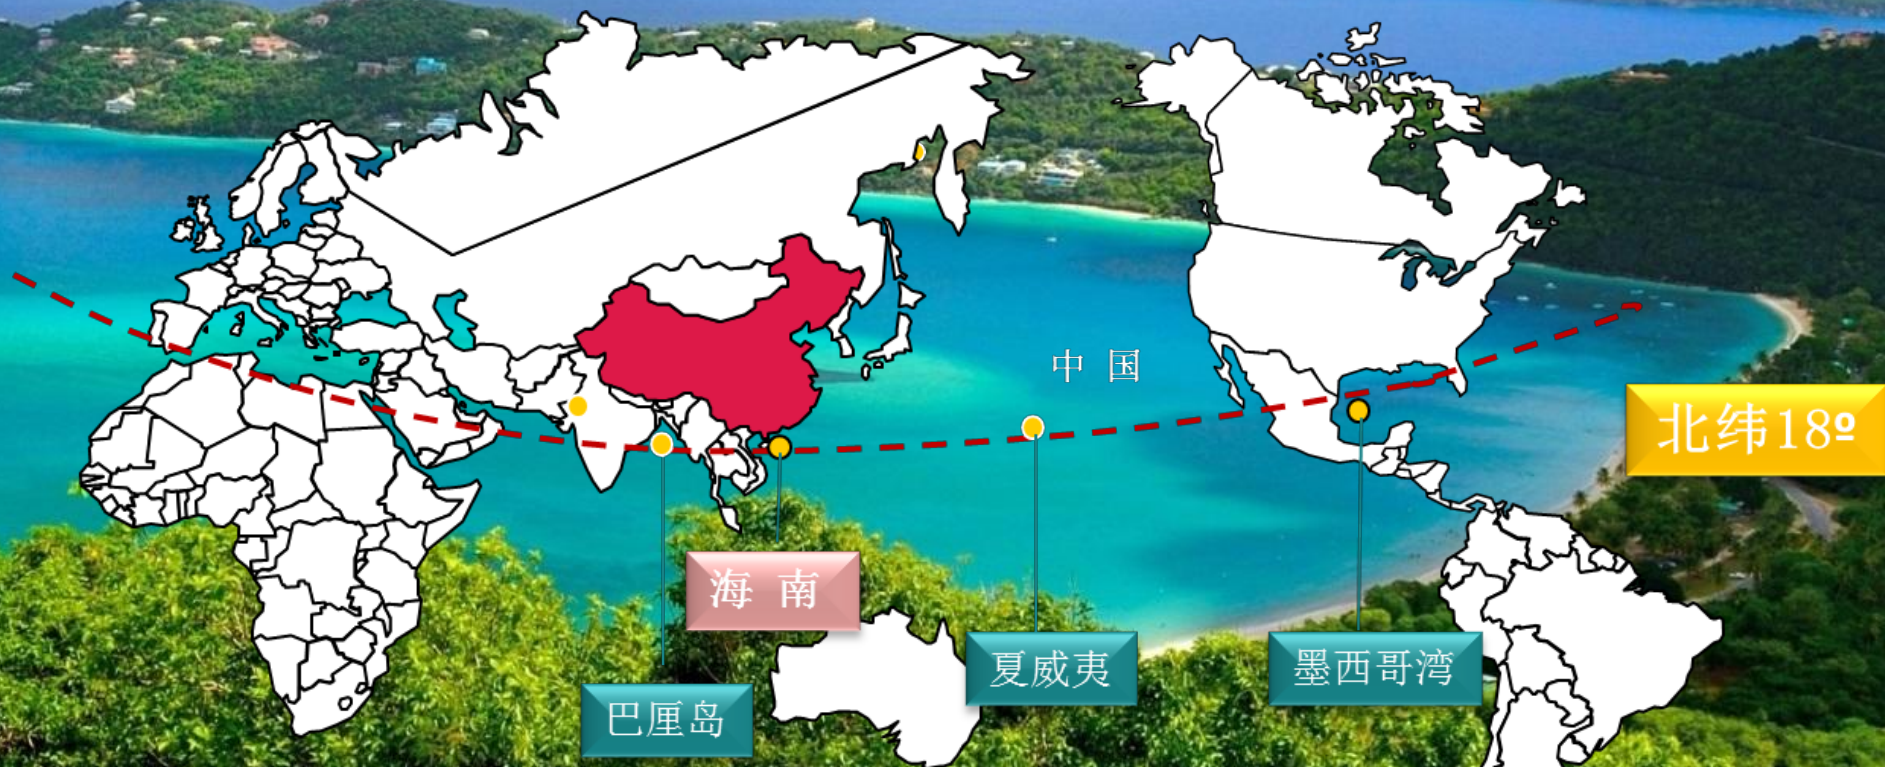 中 国
北纬18º
海 南
夏威夷
墨西哥湾
巴厘岛